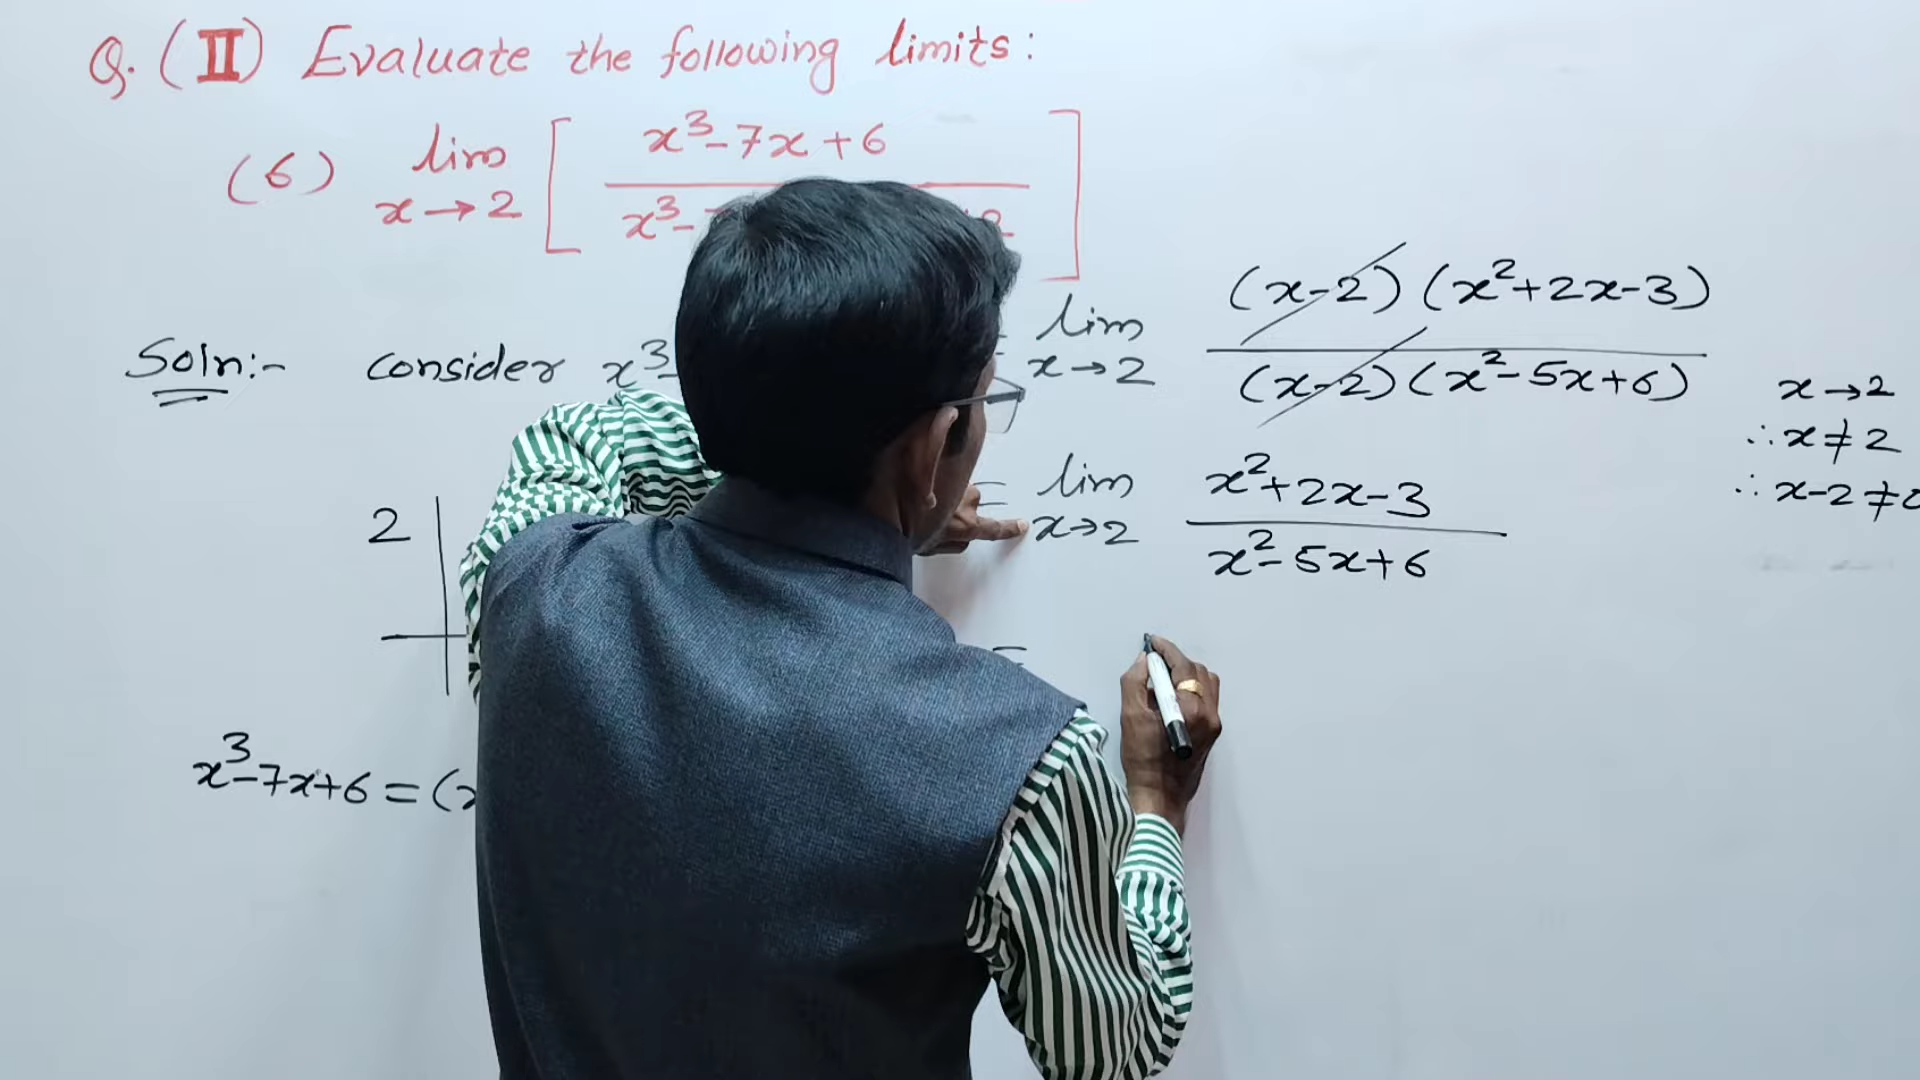 Q. (II) Evaluate the following limits:
(6) lim x→2 [ x³-7x+6 / x³-
Soln:- consider x³-
2
x³-7x+6 = (x
= lim x→2 (x-2)(x²+2x-3) / (x-2)(x²-5x+6)
x→2
∴ x≠2
∴ x-2≠0
= lim x→2 x²+2x-3 / x²-5x+6
=